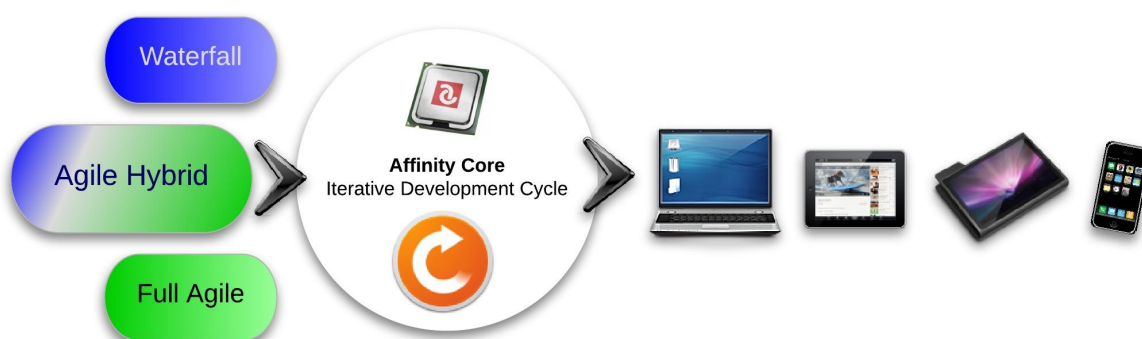 Waterfall
Agile Hybrid
Full Agile
Affinity Core
Iterative Development Cycle